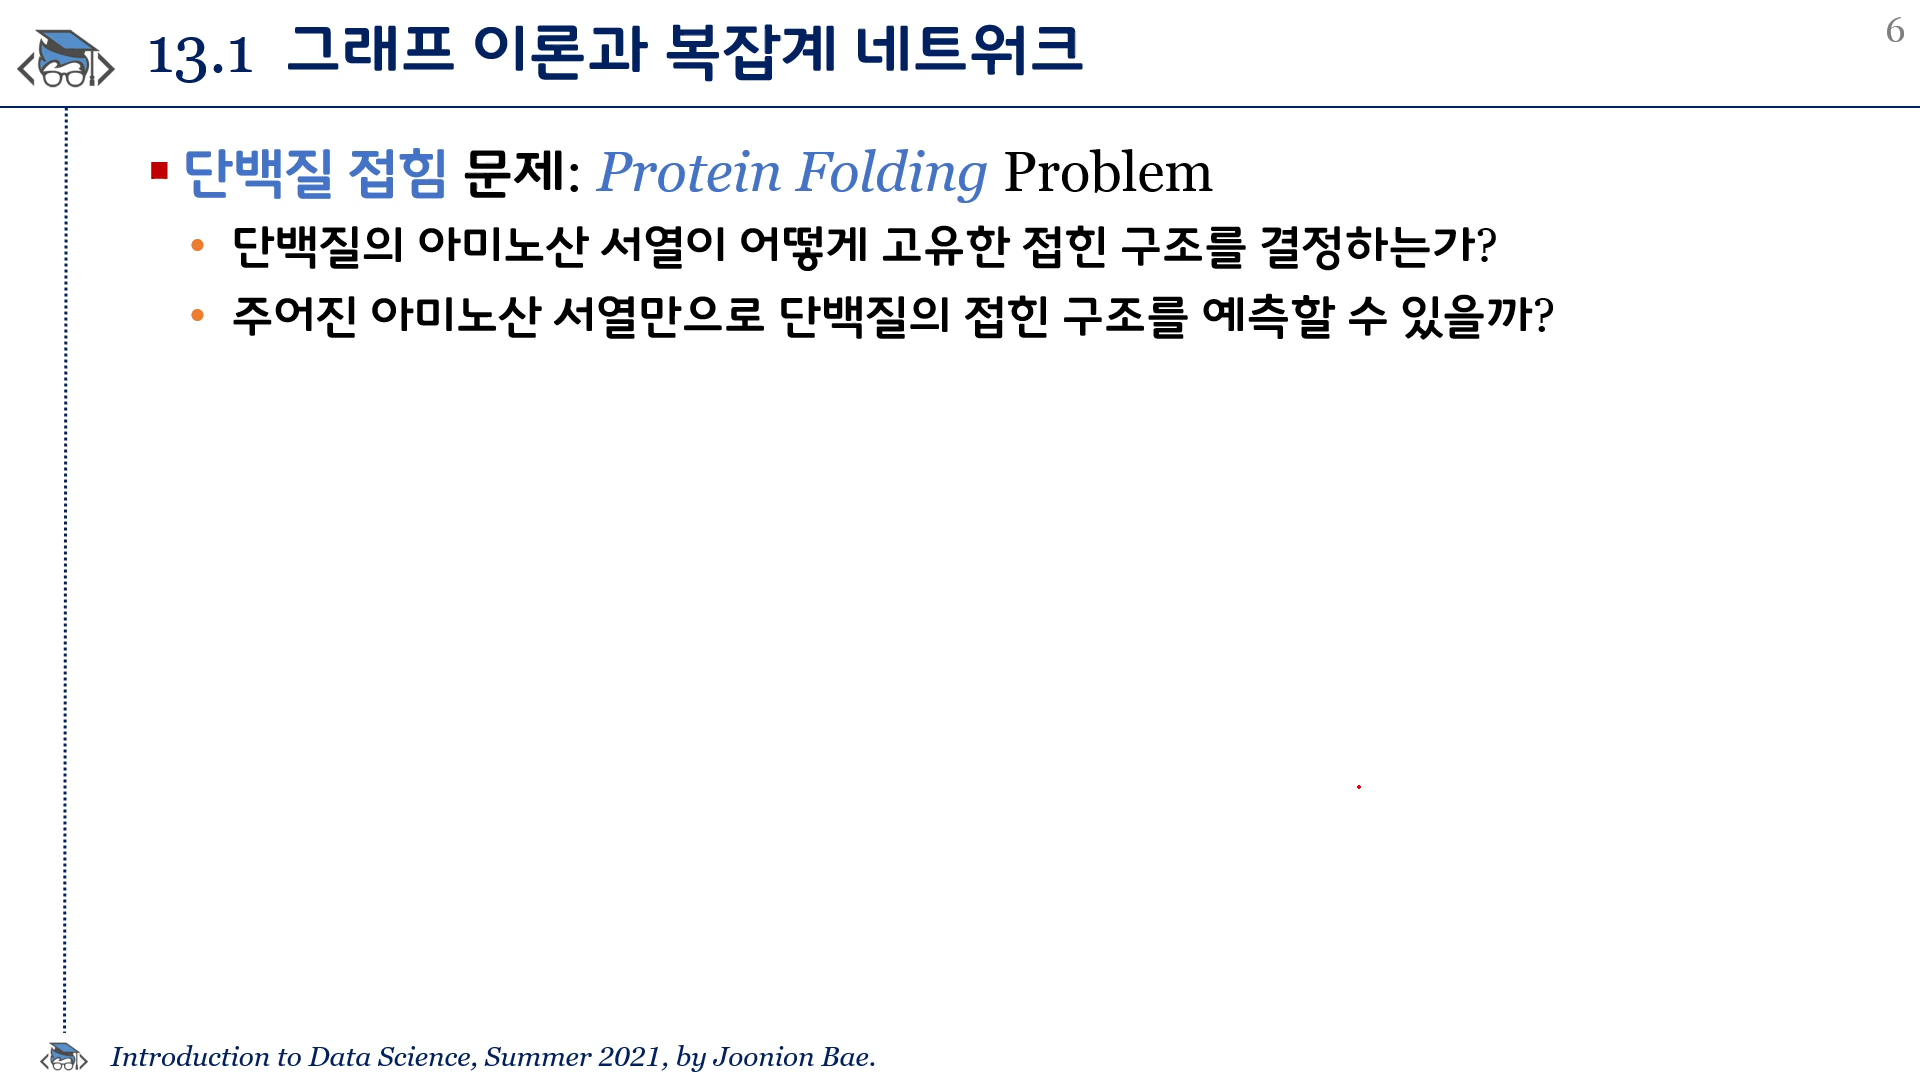 13.1 그래프 이론과 복잡계 네트워크
6
단백질 접힘 문제: Protein Folding Problem
단백질의 아미노산 서열이 어떻게 고유한 접힌 구조를 결정하는가?
주어진 아미노산 서열만으로 단백질의 접힌 구조를 예측할 수 있을까?
Introduction to Data Science, Summer 2021, by Joonion Bae.